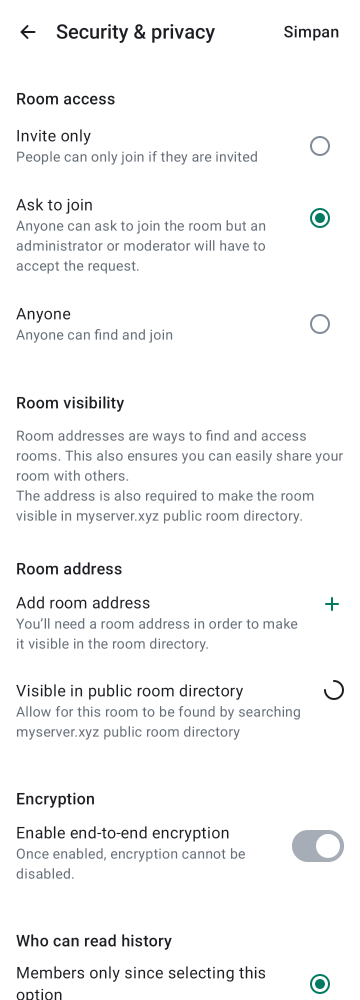 Security & privacy
Simpan
Room access
Invite only
People can only join if they are invited
Ask to join
Anyone can ask to join the room but an
administrator or moderator will have to
accept the request.
Anyone
Anyone can find and join
Room visibility
Room addresses are ways to find and access
rooms. This also ensures you can easily share your
room with others.
The address is also required to make the room
visible in myserver.xyz public room directory.
Room address
Add room address
You’ll need a room address in order to make
it visible in the room directory.
Visible in public room directory
Allow for this room to be found by searching
myserver.xyz public room directory
Encryption
Enable end-to-end encryption
Once enabled, encryption cannot be
disabled.
Who can read history
Members only since selecting this
option